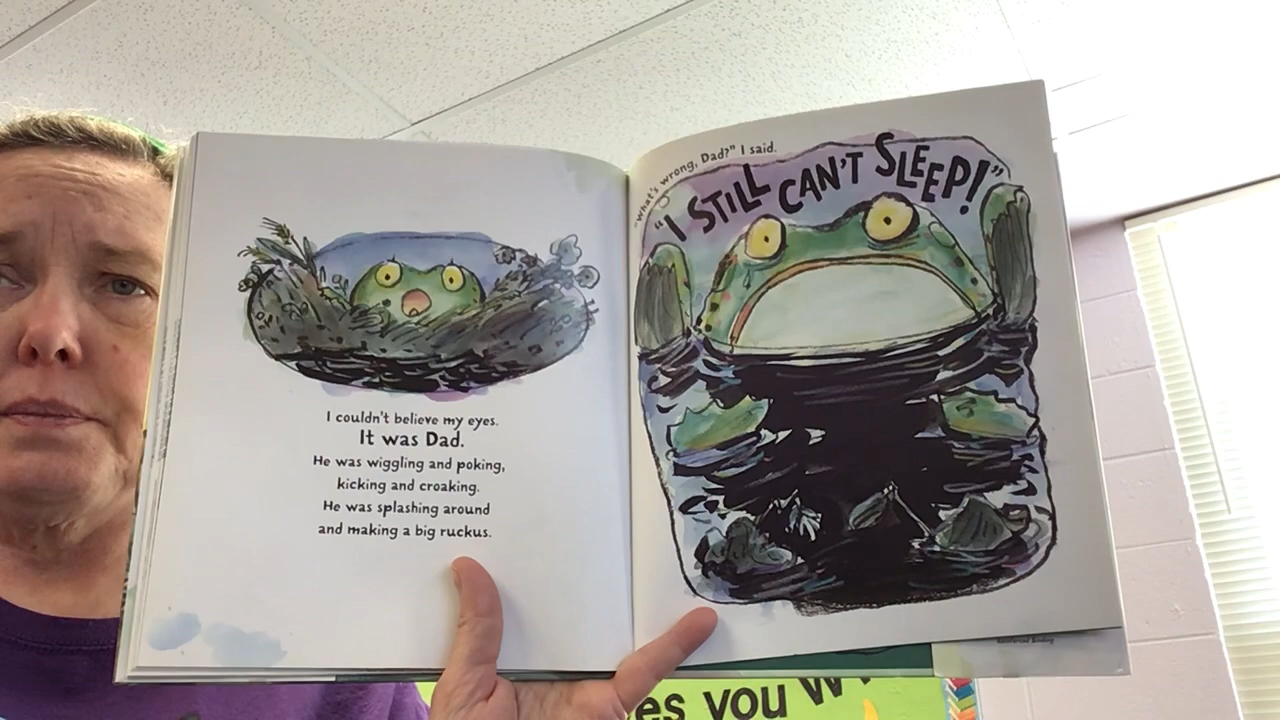 I couldn't believe my eyes.
It was Dad.
He was wiggling and poking,
kicking and croaking.
He was splashing around
and making a big ruckus.
"What's wrong, Dad?" I said.
"I STILL CAN'T SLEEP!"
you